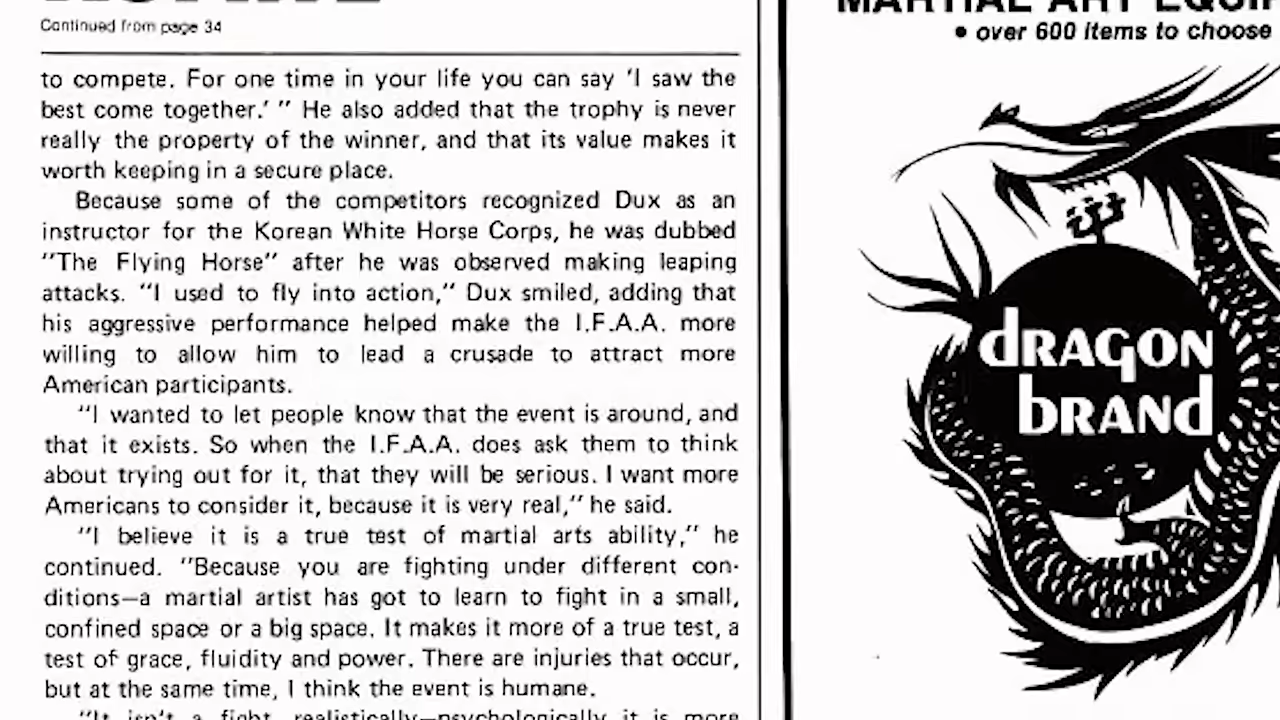 Continued from page 34
to compete. For one time in your life you can say 'I saw the
best come together.' " He also added that the trophy is never
really the property of the winner, and that its value makes it
worth keeping in a secure place.
Because some of the competitors recognized Dux as an
instructor for the Korean White Horse Corps, he was dubbed
"The Flying Horse" after he was observed making leaping
attacks. "I used to fly into action," Dux smiled, adding that
his aggressive performance helped make the I.F.A.A. more
willing to allow him to lead a crusade to attract more
American participants.
"I wanted to let people know that the event is around, and
that it exists. So when the I.F.A.A. does ask them to think
about trying out for it, that they will be serious. I want more
Americans to consider it, because it is very real," he said.
"I believe it is a true test of martial arts ability," he
continued. "Because you are fighting under different con-
ditions—a martial artist has got to learn to fight in a small,
confined space or a big space. It makes it more of a true test, a
test of grace, fluidity and power. There are injuries that occur,
but at the same time, I think the event is humane.
"It isn't a fight, realistically—psychologically it is more
MARTIAL ART EQUIP
• over 600 items to choose
dRAGON
bRANd